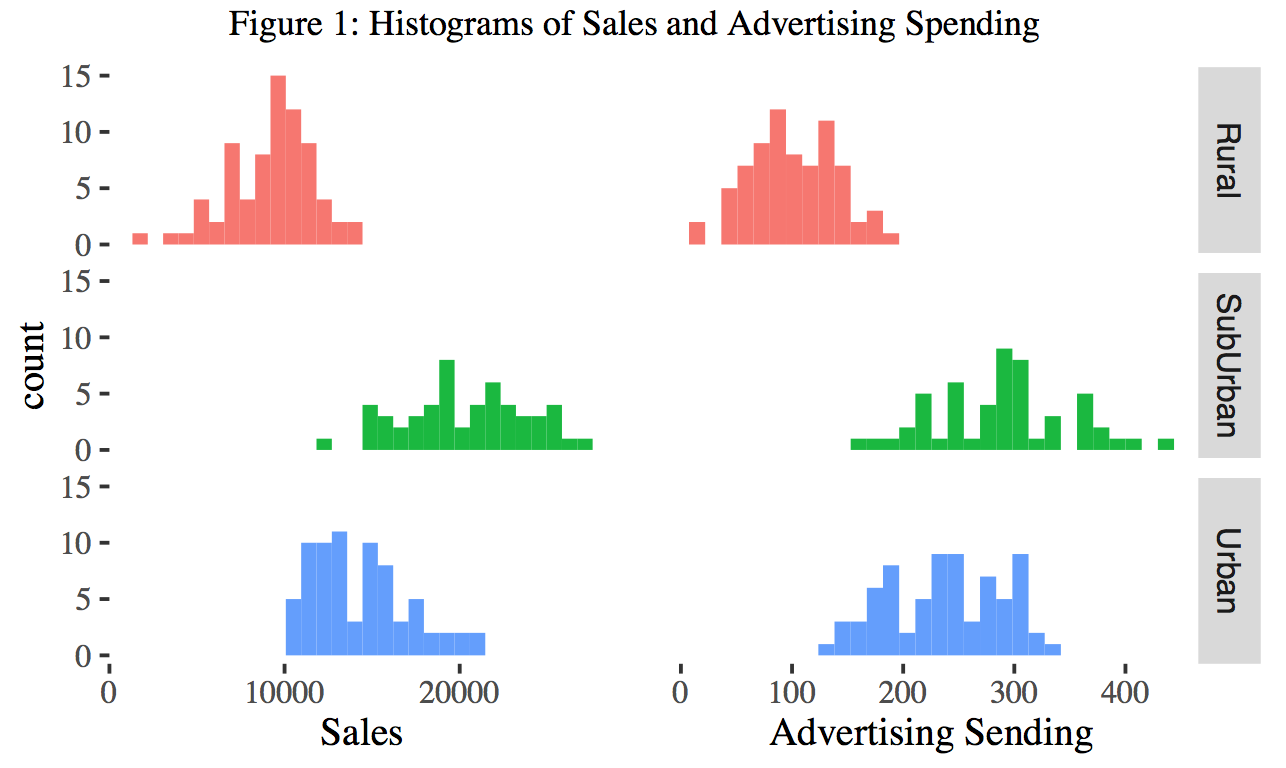 Figure 1: Histograms of Sales and Advertising Spending
count
15
10
5
0
Rural
15
10
5
0
SubUrban
15
10
5
0
Urban
0 10000 20000
0 100 200 300 400
Sales
Advertising Sending